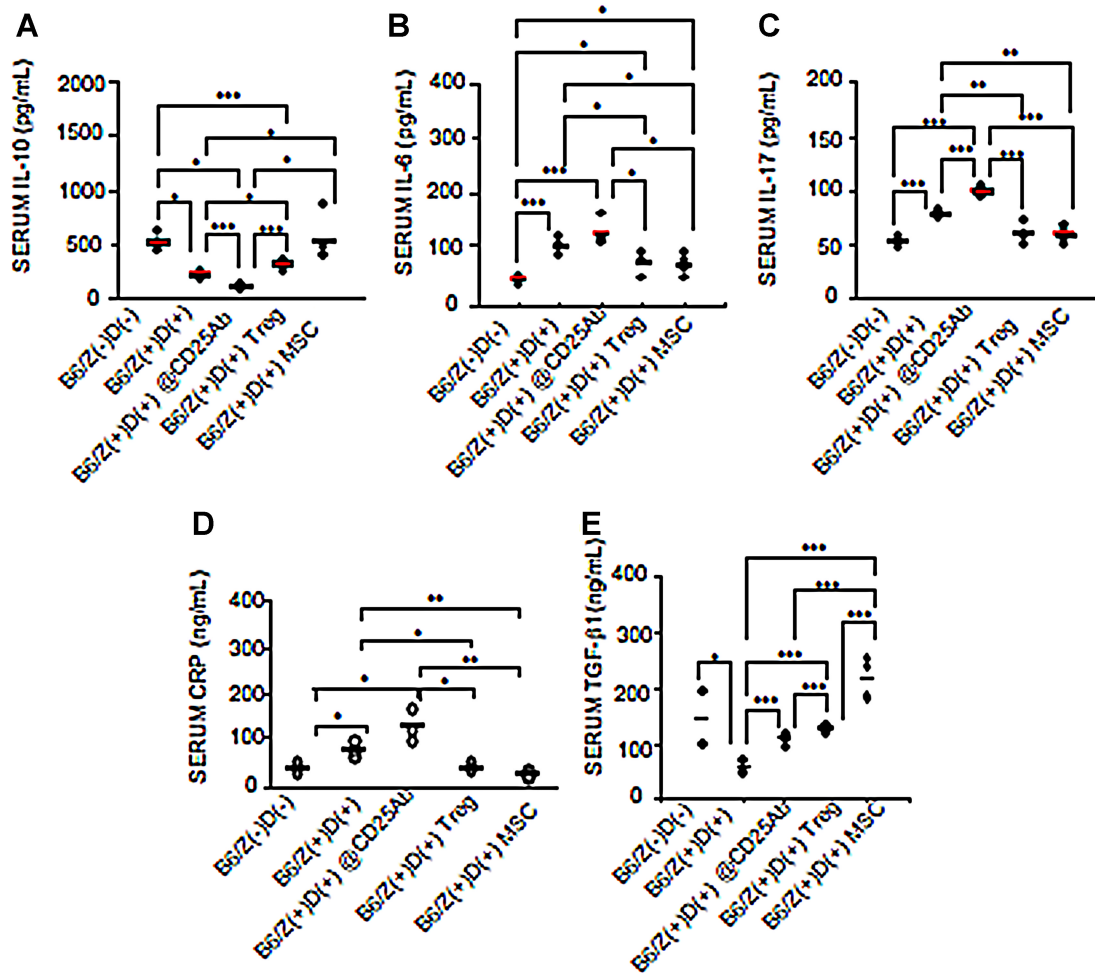 A
SERUM IL-10 (pg/mL)
2000
1500
1000
500
0
B6/Z(-)D(-)
B6/Z(+)D(+)
B6/Z(+)D(+) @CD25Ab
B6/Z(+)D(+) Treg
B6/Z(+)D(+) MSC
B
SERUM IL-6 (pg/mL)
400
300
200
100
0
B6/Z(-)D(-)
B6/Z(+)D(+)
B6/Z(+)D(+) @CD25Ab
B6/Z(+)D(+) Treg
B6/Z(+)D(+) MSC
C
SERUM IL-17 (pg/mL)
200
150
100
50
0
B6/Z(-)D(-)
B6/Z(+)D(+)
B6/Z(+)D(+) @CD25Ab
B6/Z(+)D(+) Treg
B6/Z(+)D(+) MSC
D
SERUM CRP (ng/mL)
400
300
200
100
0
B6/Z(-)D(-)
B6/Z(+)D(+)
B6/Z(+)D(+) @CD25Ab
B6/Z(+)D(+) Treg
B6/Z(+)D(+) MSC
E
SERUM TGF-β1(ng/mL)
400
300
200
100
0
B6/Z(-)D(-)
B6/Z(+)D(+)
B6/Z(+)D(+) @CD25Ab
B6/Z(+)D(+) Treg
B6/Z(+)D(+) MSC